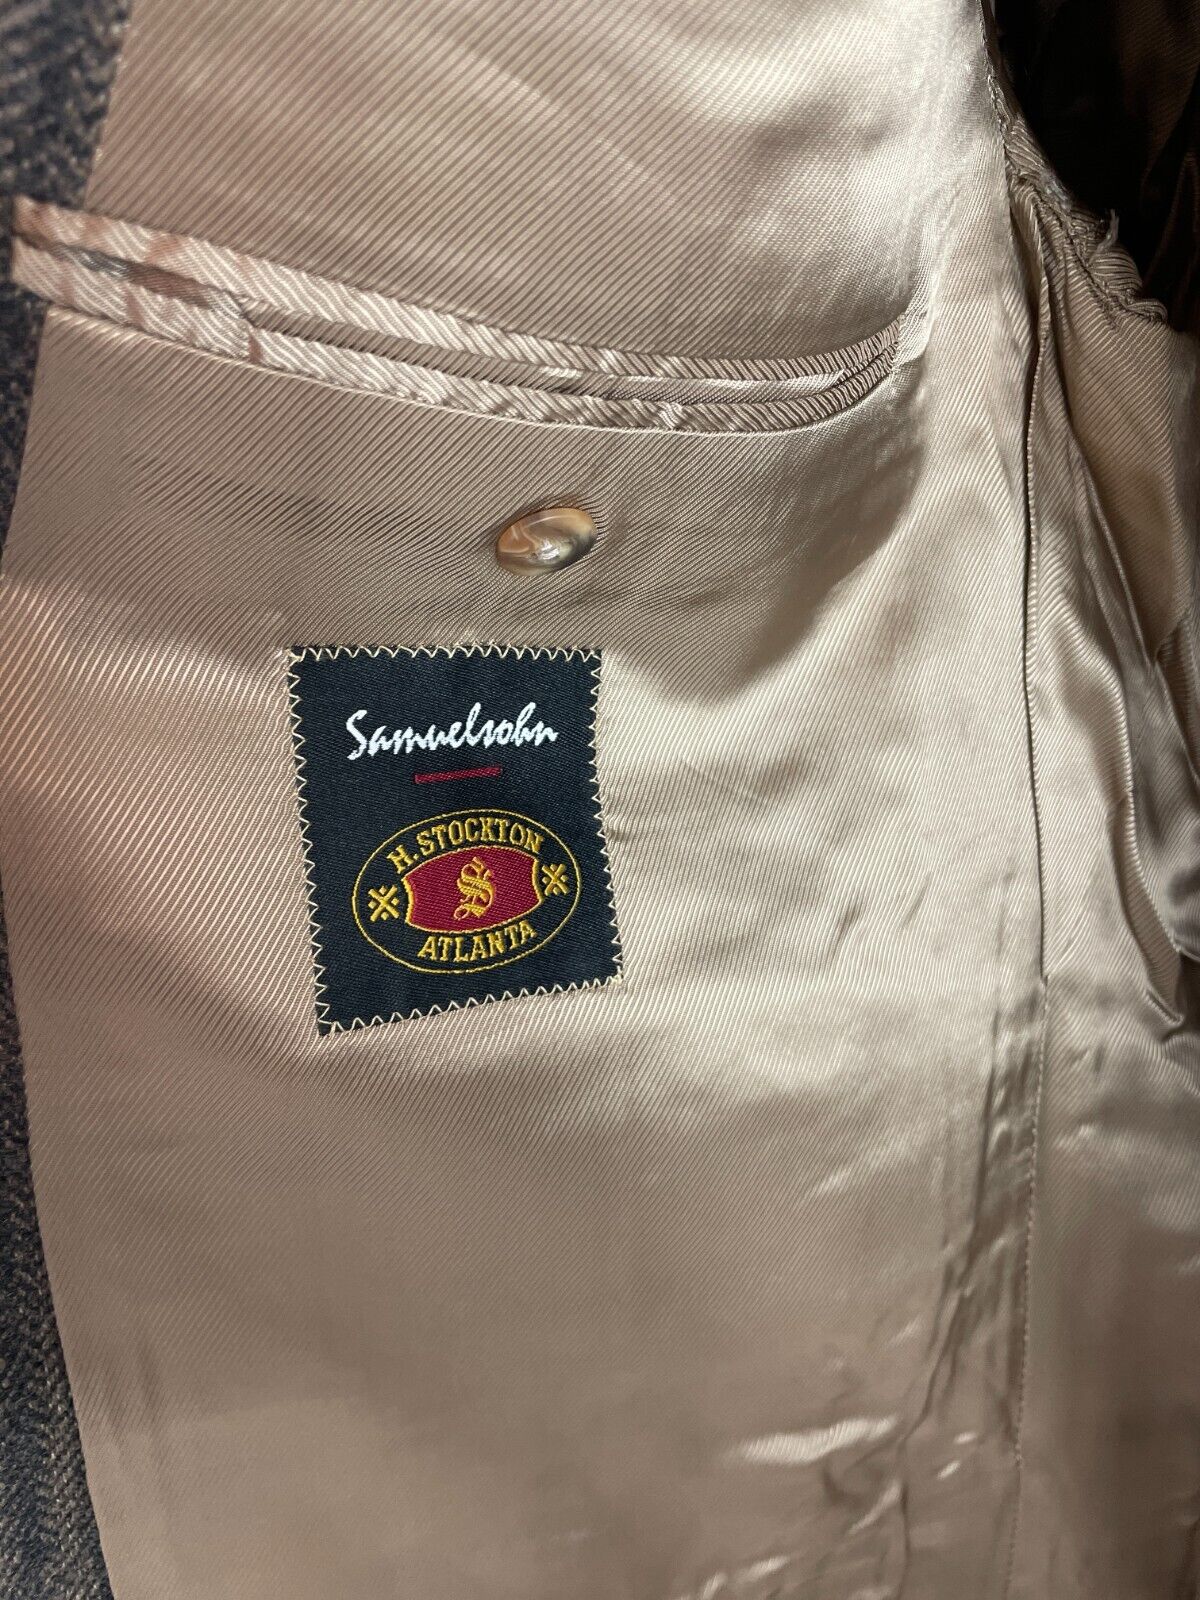 Samuelsohn
H. STOCKTON
S
ATLANTA